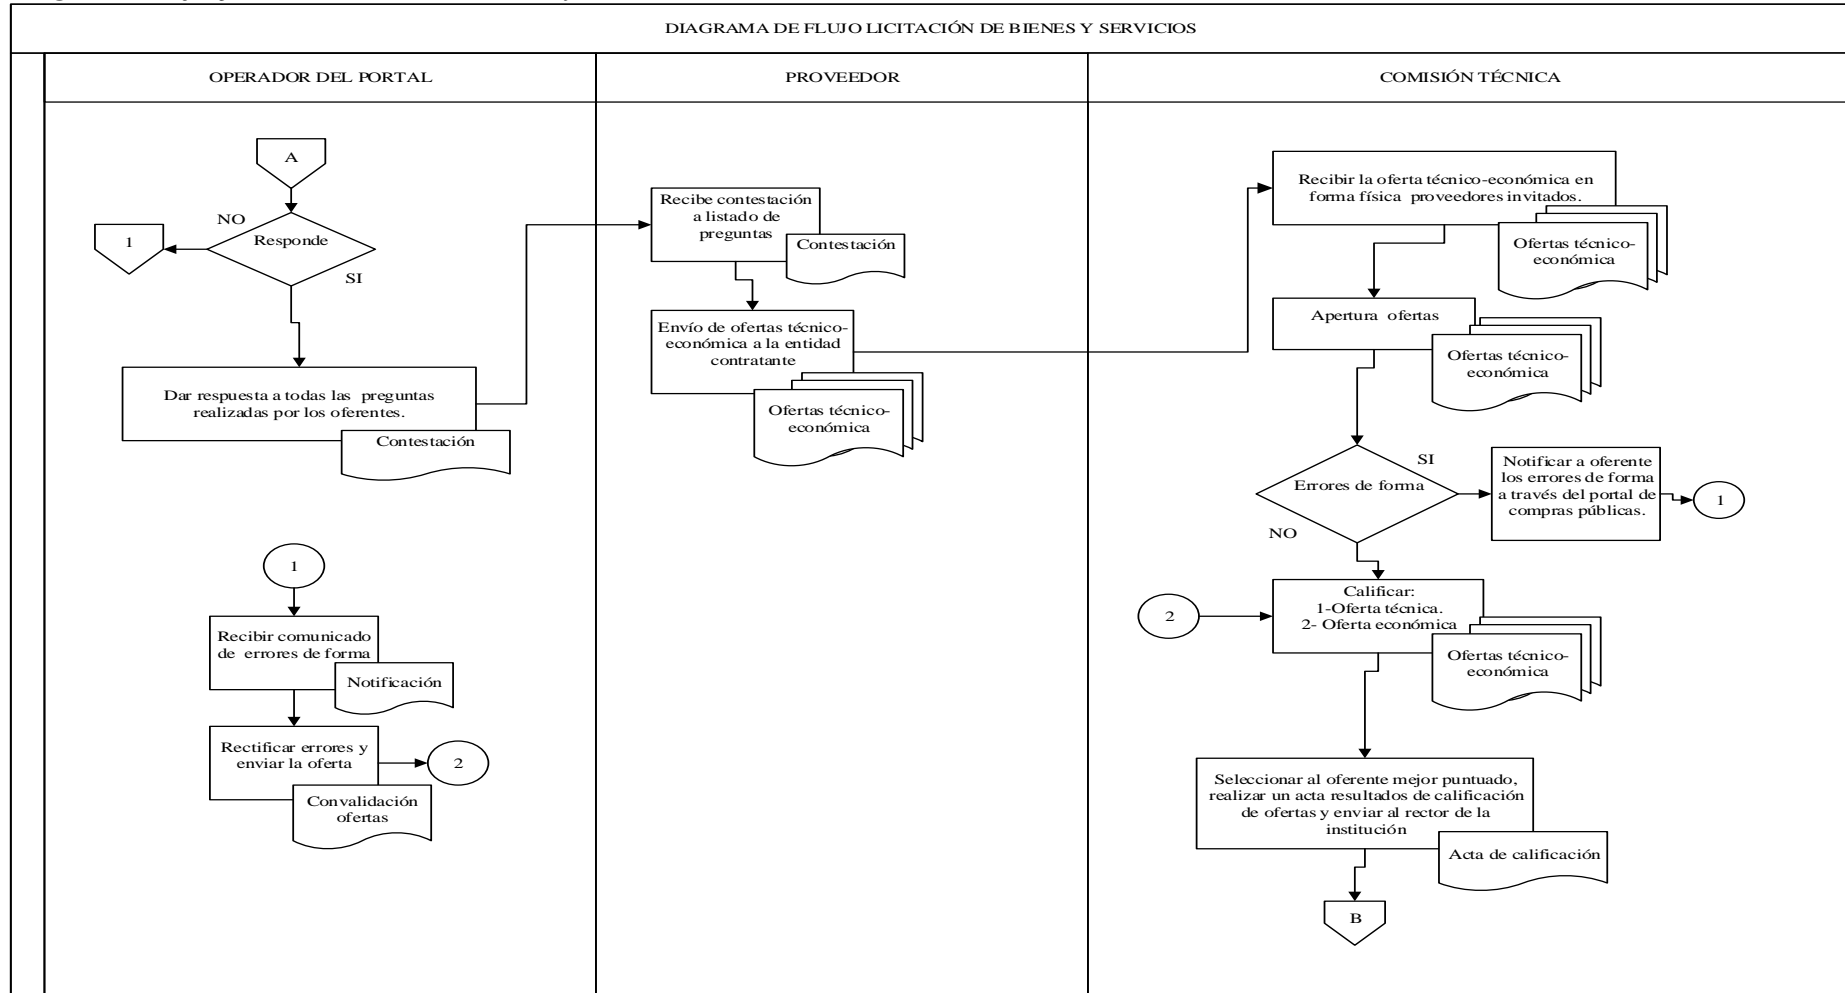 DIAGRAMA DE FLUJO LICITACIÓN DE BIENES Y SERVICIOS
OPERADOR DEL PORTAL
PROVEEDOR
COMISIÓN TÉCNICA
A
NO
1
Responde
SI
Dar respuesta a todas las preguntas
realizadas por los oferentes.
Contestación
1
Recibir comunicado
de errores de forma
Notificación
Rectificar errores y
enviar la oferta
2
Convalidación
ofertas
Recibe contestación
a listado de
preguntas
Contestación
Envío de ofertas técnico-
económica a la entidad
contratante
Ofertas técnico-
económica
Recibir la oferta técnico-económica en
forma física proveedores invitados.
Ofertas técnico-
económica
Apertura ofertas
Ofertas técnico-
económica
SI
Errores de forma
NO
Notificar a oferente
los errores de forma
a través del portal de
compras públicas.
1
2
Calificar:
1-Oferta técnica.
2- Oferta económica
Ofertas técnico-
económica
Seleccionar al oferente mejor puntuado,
realizar un acta resultados de calificación
de ofertas y enviar al rector de la
institución
Acta de calificación
B